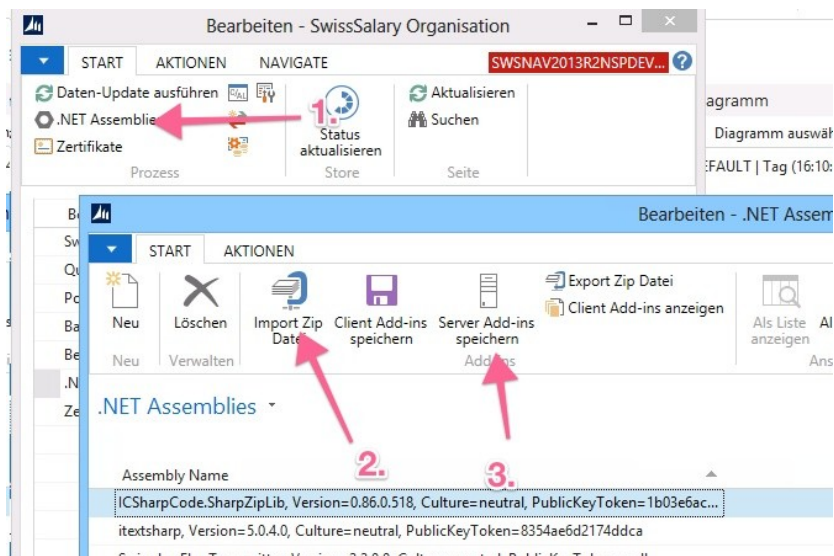 Bearbeiten - SwissSalary Organisation
START AKTIONEN NAVIGATE SWSNAV2013R2NSPDEV...
Daten-Update ausführen
.NET Assemblie
Zertifikate
1.
Status
aktualisieren
Aktualisieren
Suchen
Prozess Store Seite
agramm
Diagramm auswäh
EFAULT | Tag (16:10:
Bearbeiten - .NET Assem
START AKTIONEN
Neu
Löschen
Import Zip
Datei
Client Add-ins
speichern
Server Add-ins
speichern
Export Zip Datei
Client Add-ins anzeigen
Als Liste
anzeigen
Neu Verwalten Add-ins Ans
.NET Assemblies
2.
3.
Assembly Name
ICSharpCode.SharpZipLib, Version=0.86.0.518, Culture=neutral, PublicKeyToken=1b03e6ac...
itextsharp, Version=5.0.4.0, Culture=neutral, PublicKeyToken=8354ae6d2174ddca